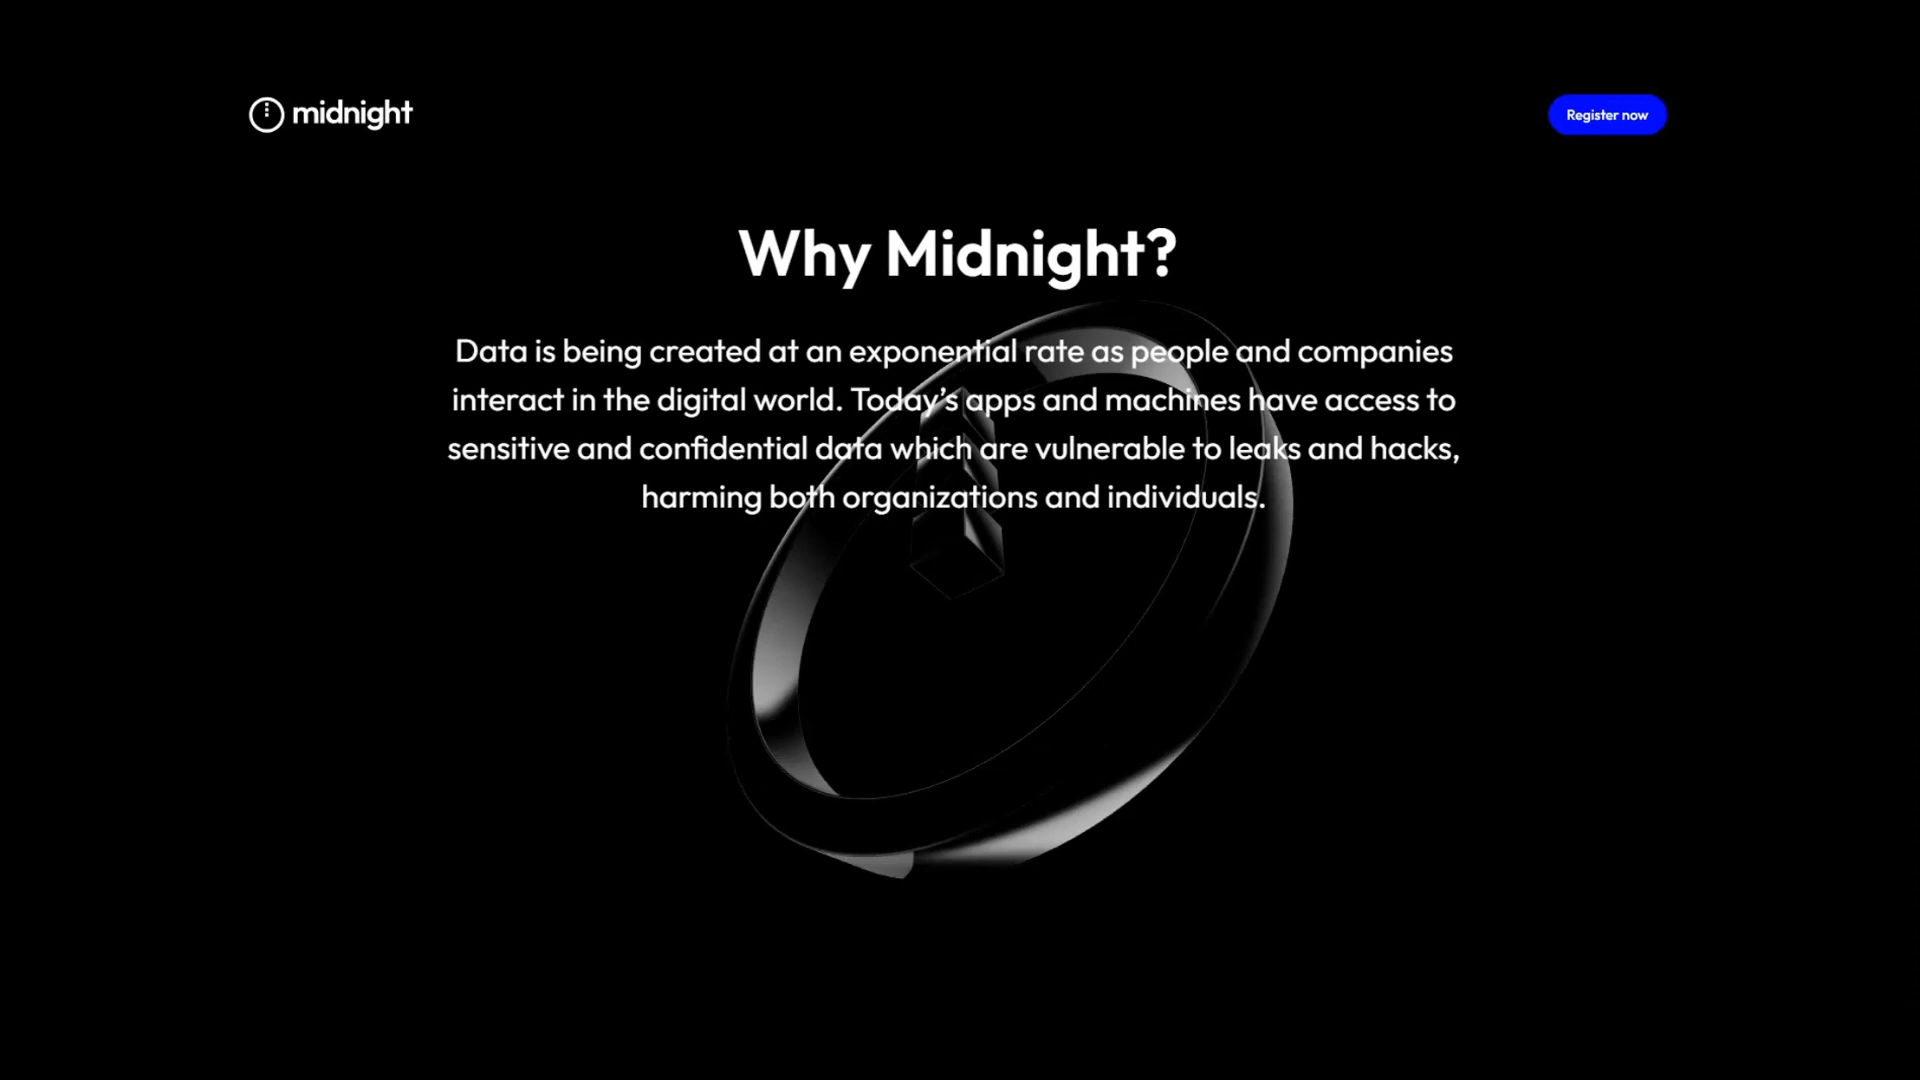 midnight
Register now
Why Midnight?
Data is being created at an exponential rate as people and companies
interact in the digital world. Today’s apps and machines have access to
sensitive and confidential data which are vulnerable to leaks and hacks,
harming both organizations and individuals.